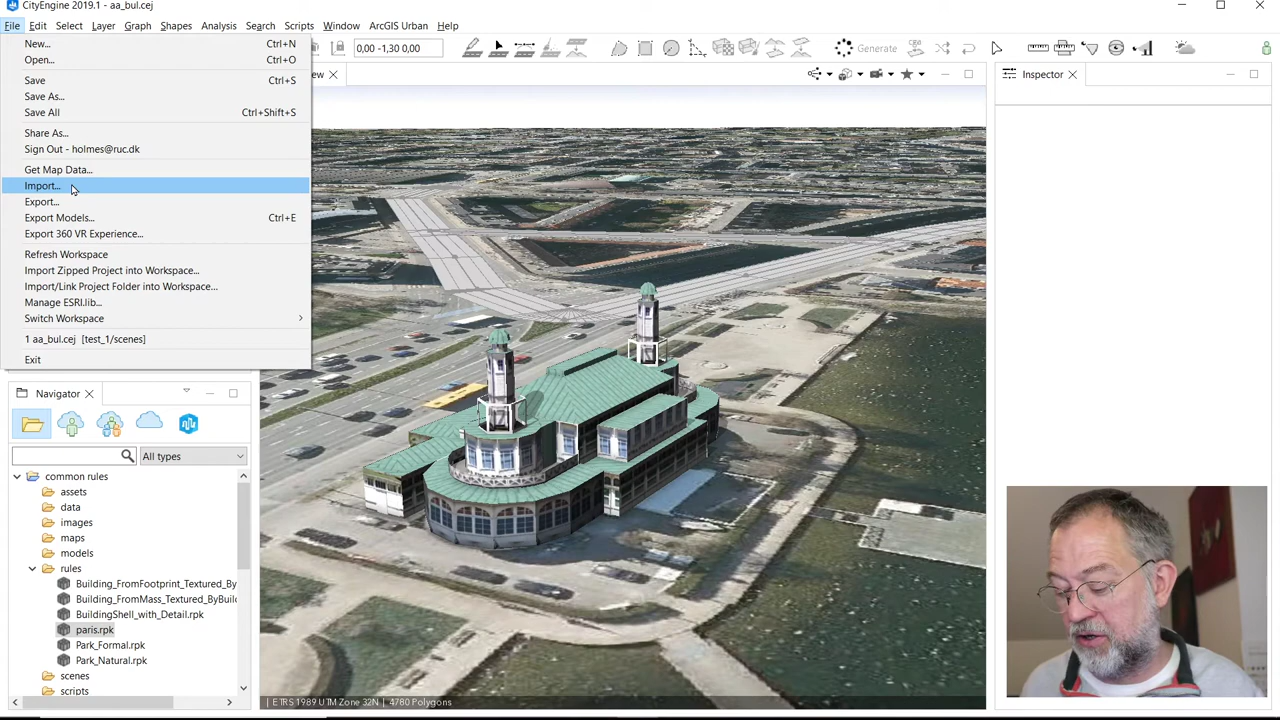 CityEngine 2019.1 - aa_bul.cej
File Edit Select Layer Graph Shapes Analysis Search Scripts Window ArcGIS Urban Help
New... Ctrl+N
Open... Ctrl+O
Save Ctrl+S
Save As...
Save All Ctrl+Shift+S
Share As...
Sign Out - holmes@ruc.dk
Get Map Data...
Import...
Export...
Export Models... Ctrl+E
Export 360 VR Experience...
Refresh Workspace
Import Zipped Project into Workspace...
Import/Link Project Folder into Workspace...
Manage ESRI.lib...
Switch Workspace
1 aa_bul.cej [test_1/scenes]
Exit
0,00 -1,30 0,00
Generate
ew
Inspector
Navigator
All types
common rules
assets
data
images
maps
models
rules
Building_FromFootprint_Textured_By
Building_FromMass_Textured_ByBuil
BuildingShell_with_Detail.rpk
paris.rpk
Park_Formal.rpk
Park_Natural.rpk
scenes
scripts
ETRS 1989 UTM Zone 32N | 4780 Polygons